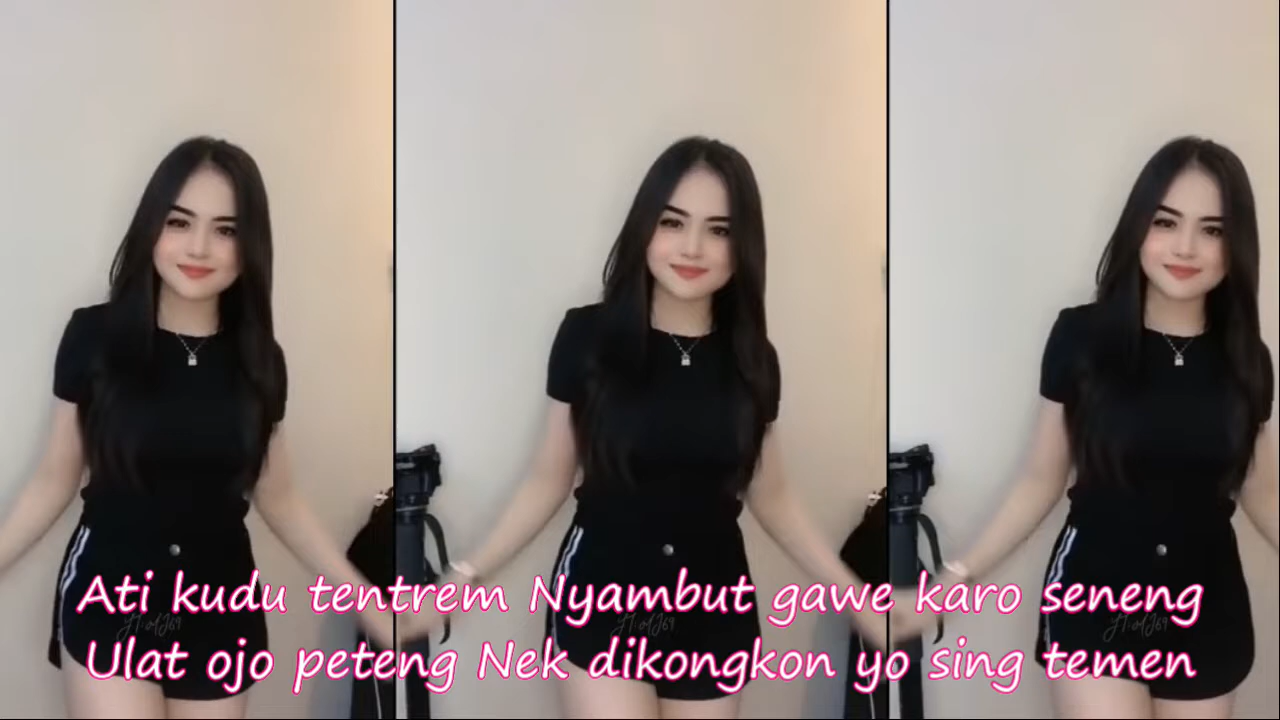 Ati kudu tentrem Nyambut gawe karo seneng
Ulat ojo peteng Nek dikongkon yo sing temen